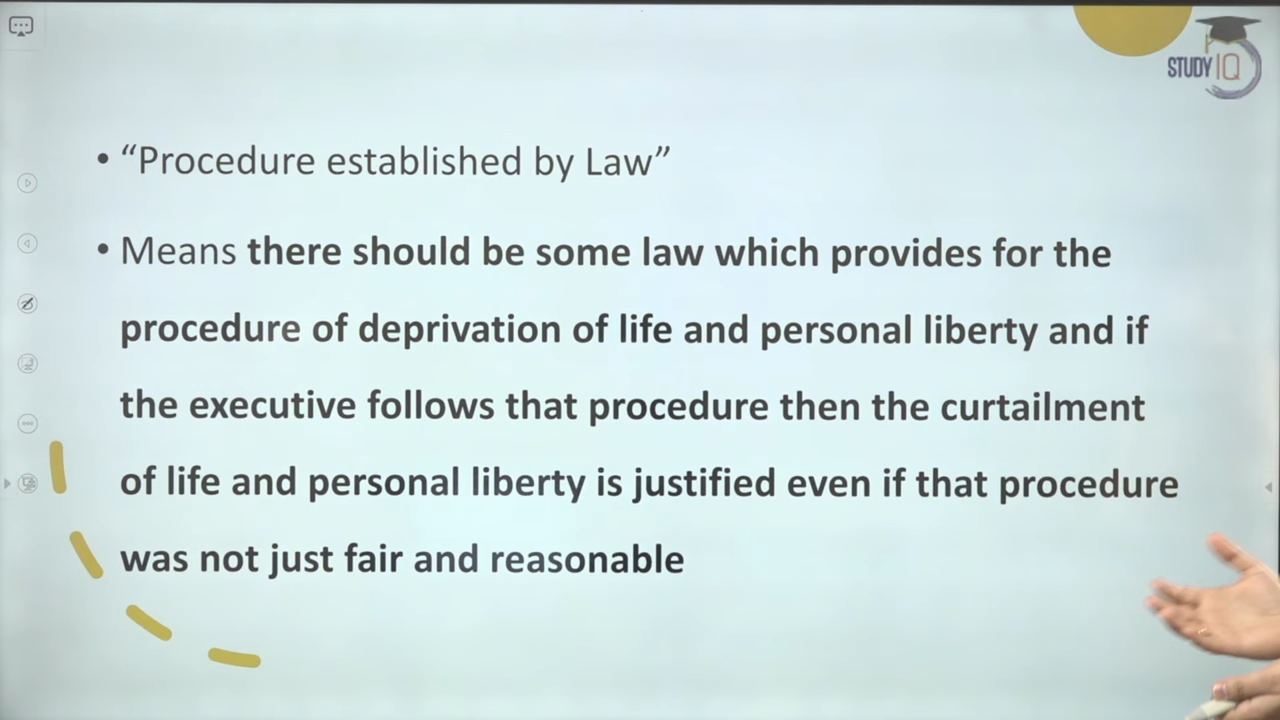 STUDY IQ
• “Procedure established by Law”
• Means there should be some law which provides for the
procedure of deprivation of life and personal liberty and if
the executive follows that procedure then the curtailment
of life and personal liberty is justified even if that procedure
was not just fair and reasonable